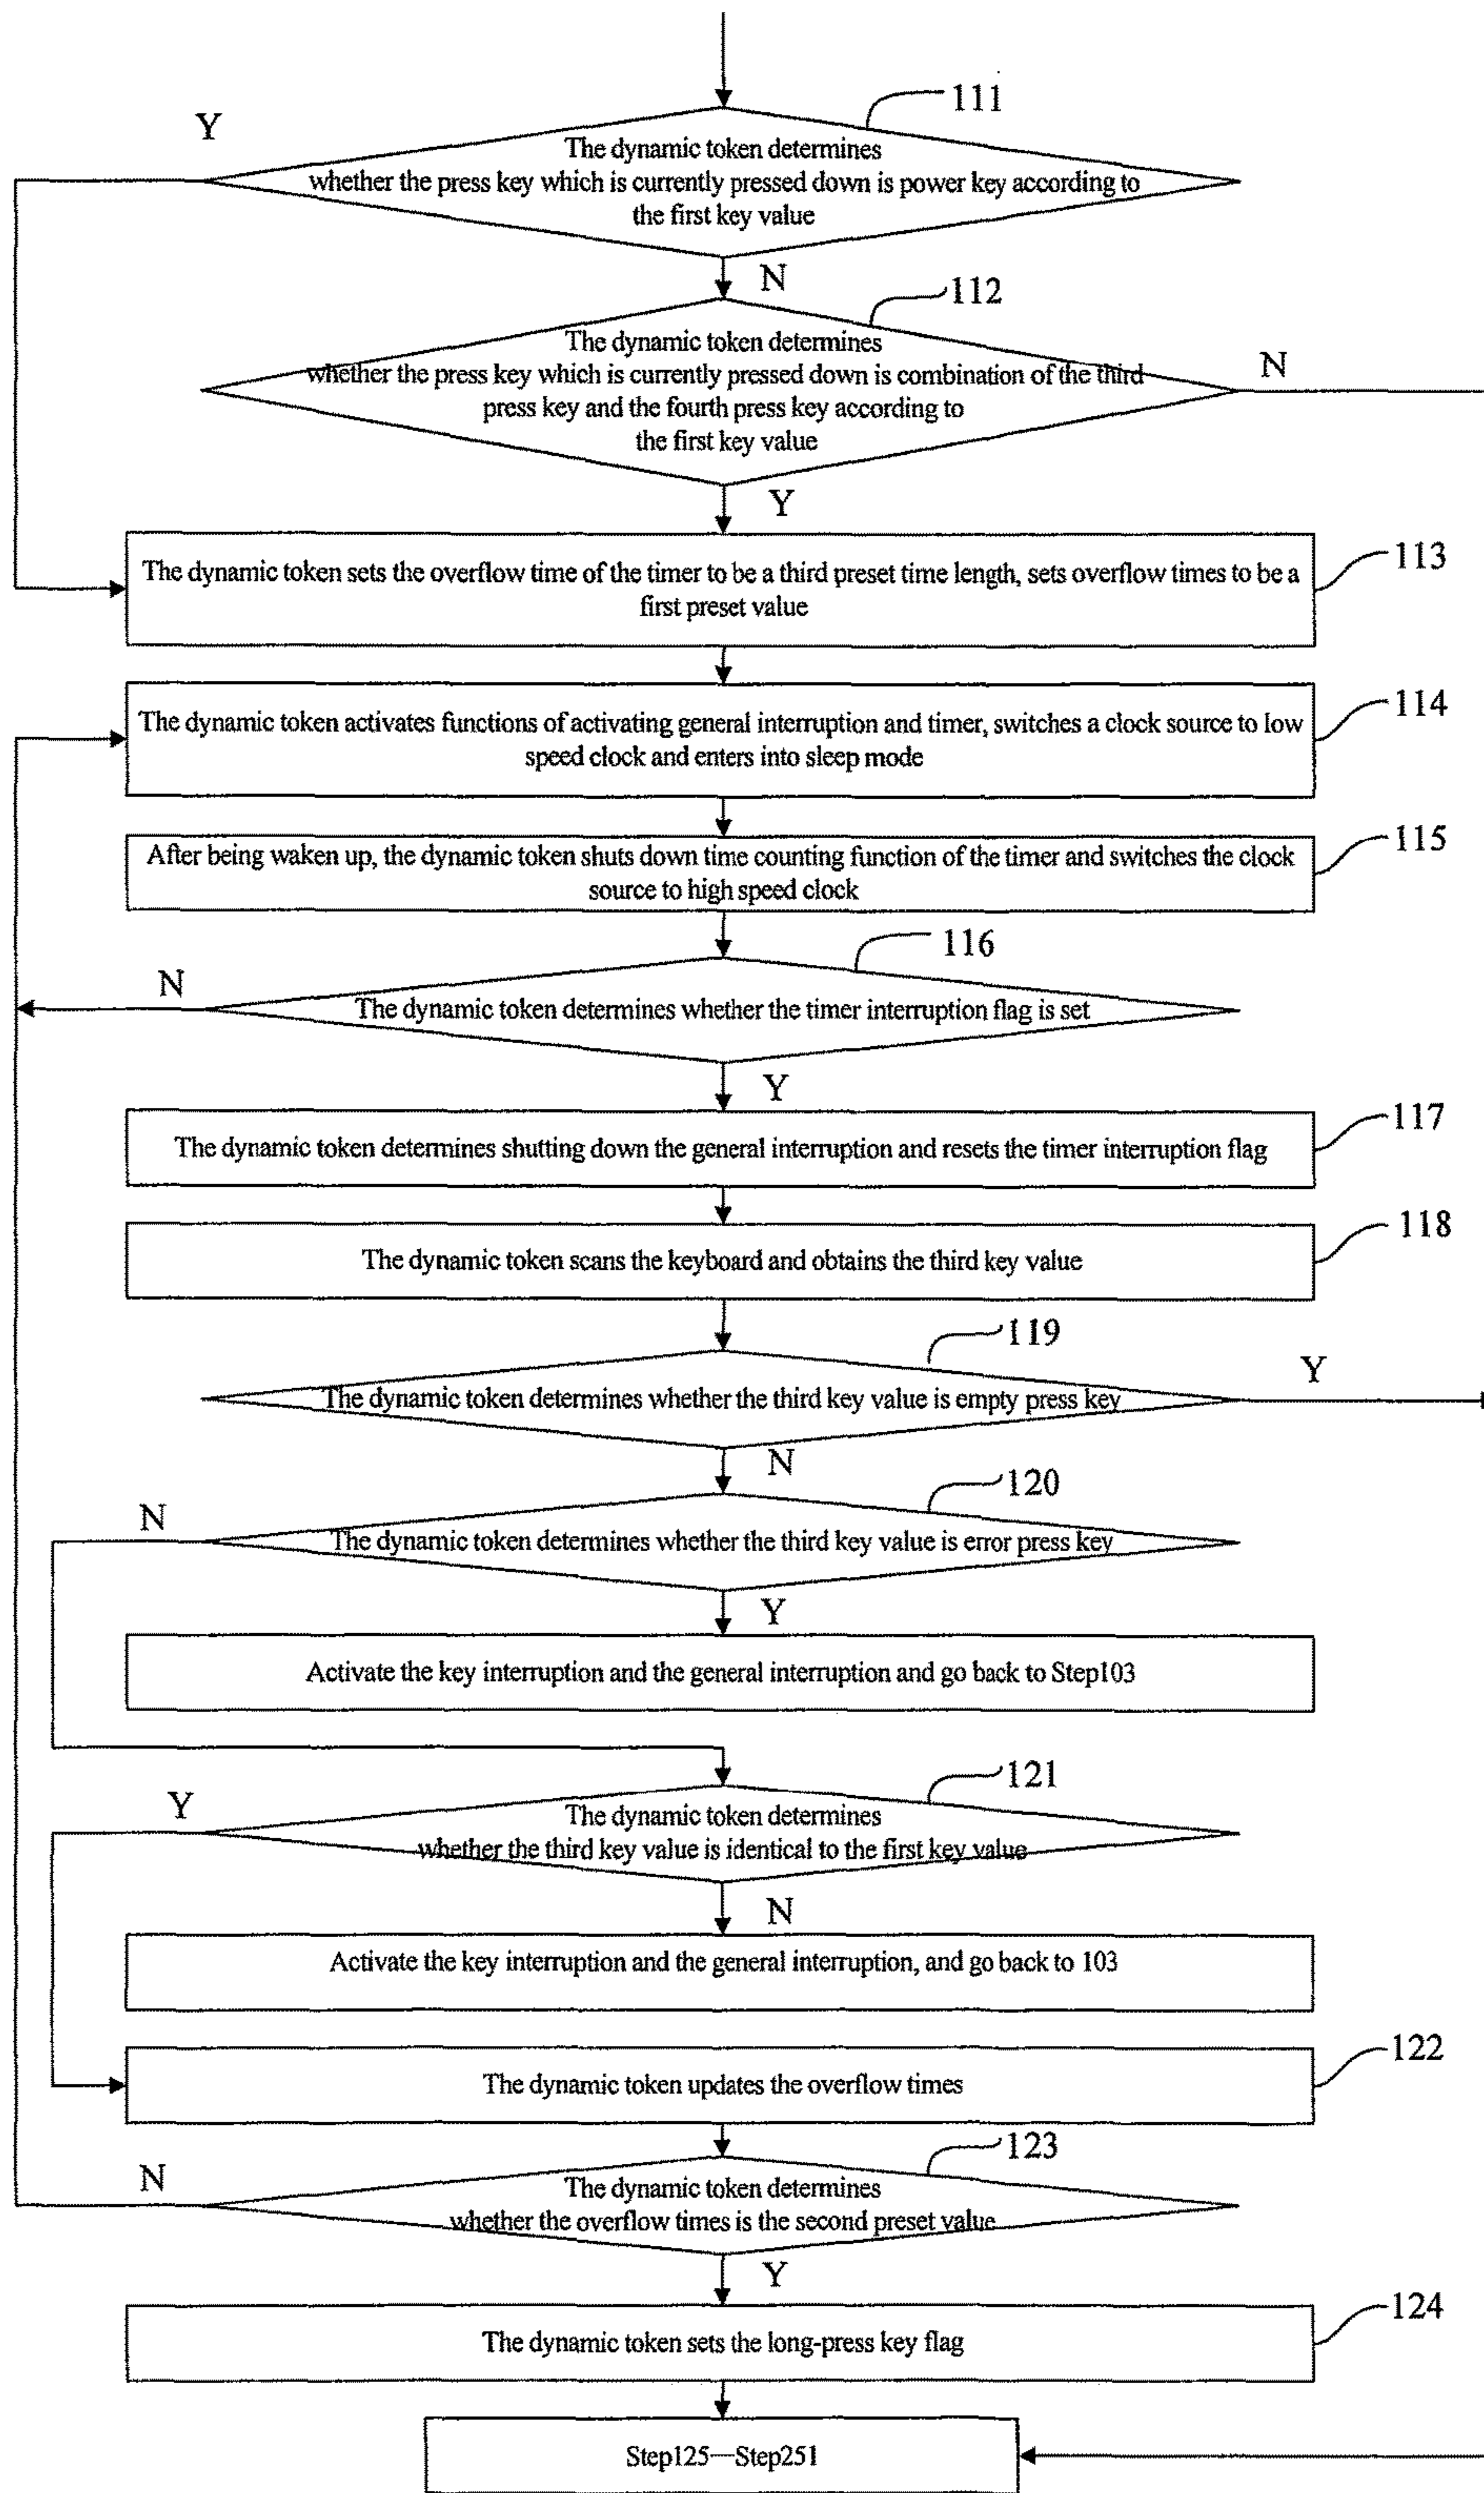 111
Y
The dynamic token determines
whether the press key which is currently pressed down is power key according to
the first key value
N
112
The dynamic token determines
whether the press key which is currently pressed down is combination of the third
press key and the fourth press key according to
the first key value
N
Y
113
The dynamic token sets the overflow time of the timer to be a third preset time length, sets overflow times to be a
first preset value
114
The dynamic token activates functions of activating general interruption and timer, switches a clock source to low
speed clock and enters into sleep mode
115
After being waken up, the dynamic token shuts down time counting function of the timer and switches the clock
source to high speed clock
116
N
The dynamic token determines whether the timer interruption flag is set
Y
117
The dynamic token determines shutting down the general interruption and resets the timer interruption flag
118
The dynamic token scans the keyboard and obtains the third key value
119
Y
The dynamic token determines whether the third key value is empty press key
N
120
N
The dynamic token determines whether the third key value is error press key
Y
Activate the key interruption and the general interruption and go back to Step103
121
Y
The dynamic token determines
whether the third key value is identical to the first key value
N
Activate the key interruption and the general interruption, and go back to 103
122
The dynamic token updates the overflow times
123
N
The dynamic token determines
whether the overflow times is the second preset value
Y
124
The dynamic token sets the long-press key flag
Step125—Step251